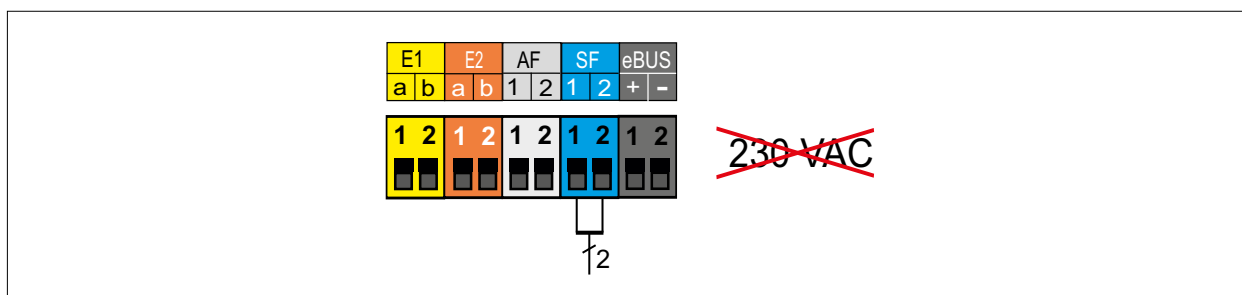 E1 E2 AF SF eBUS
a b a b 1 2 1 2 + -
1 2 1 2 1 2 1 2 1 2
230 VAC
2